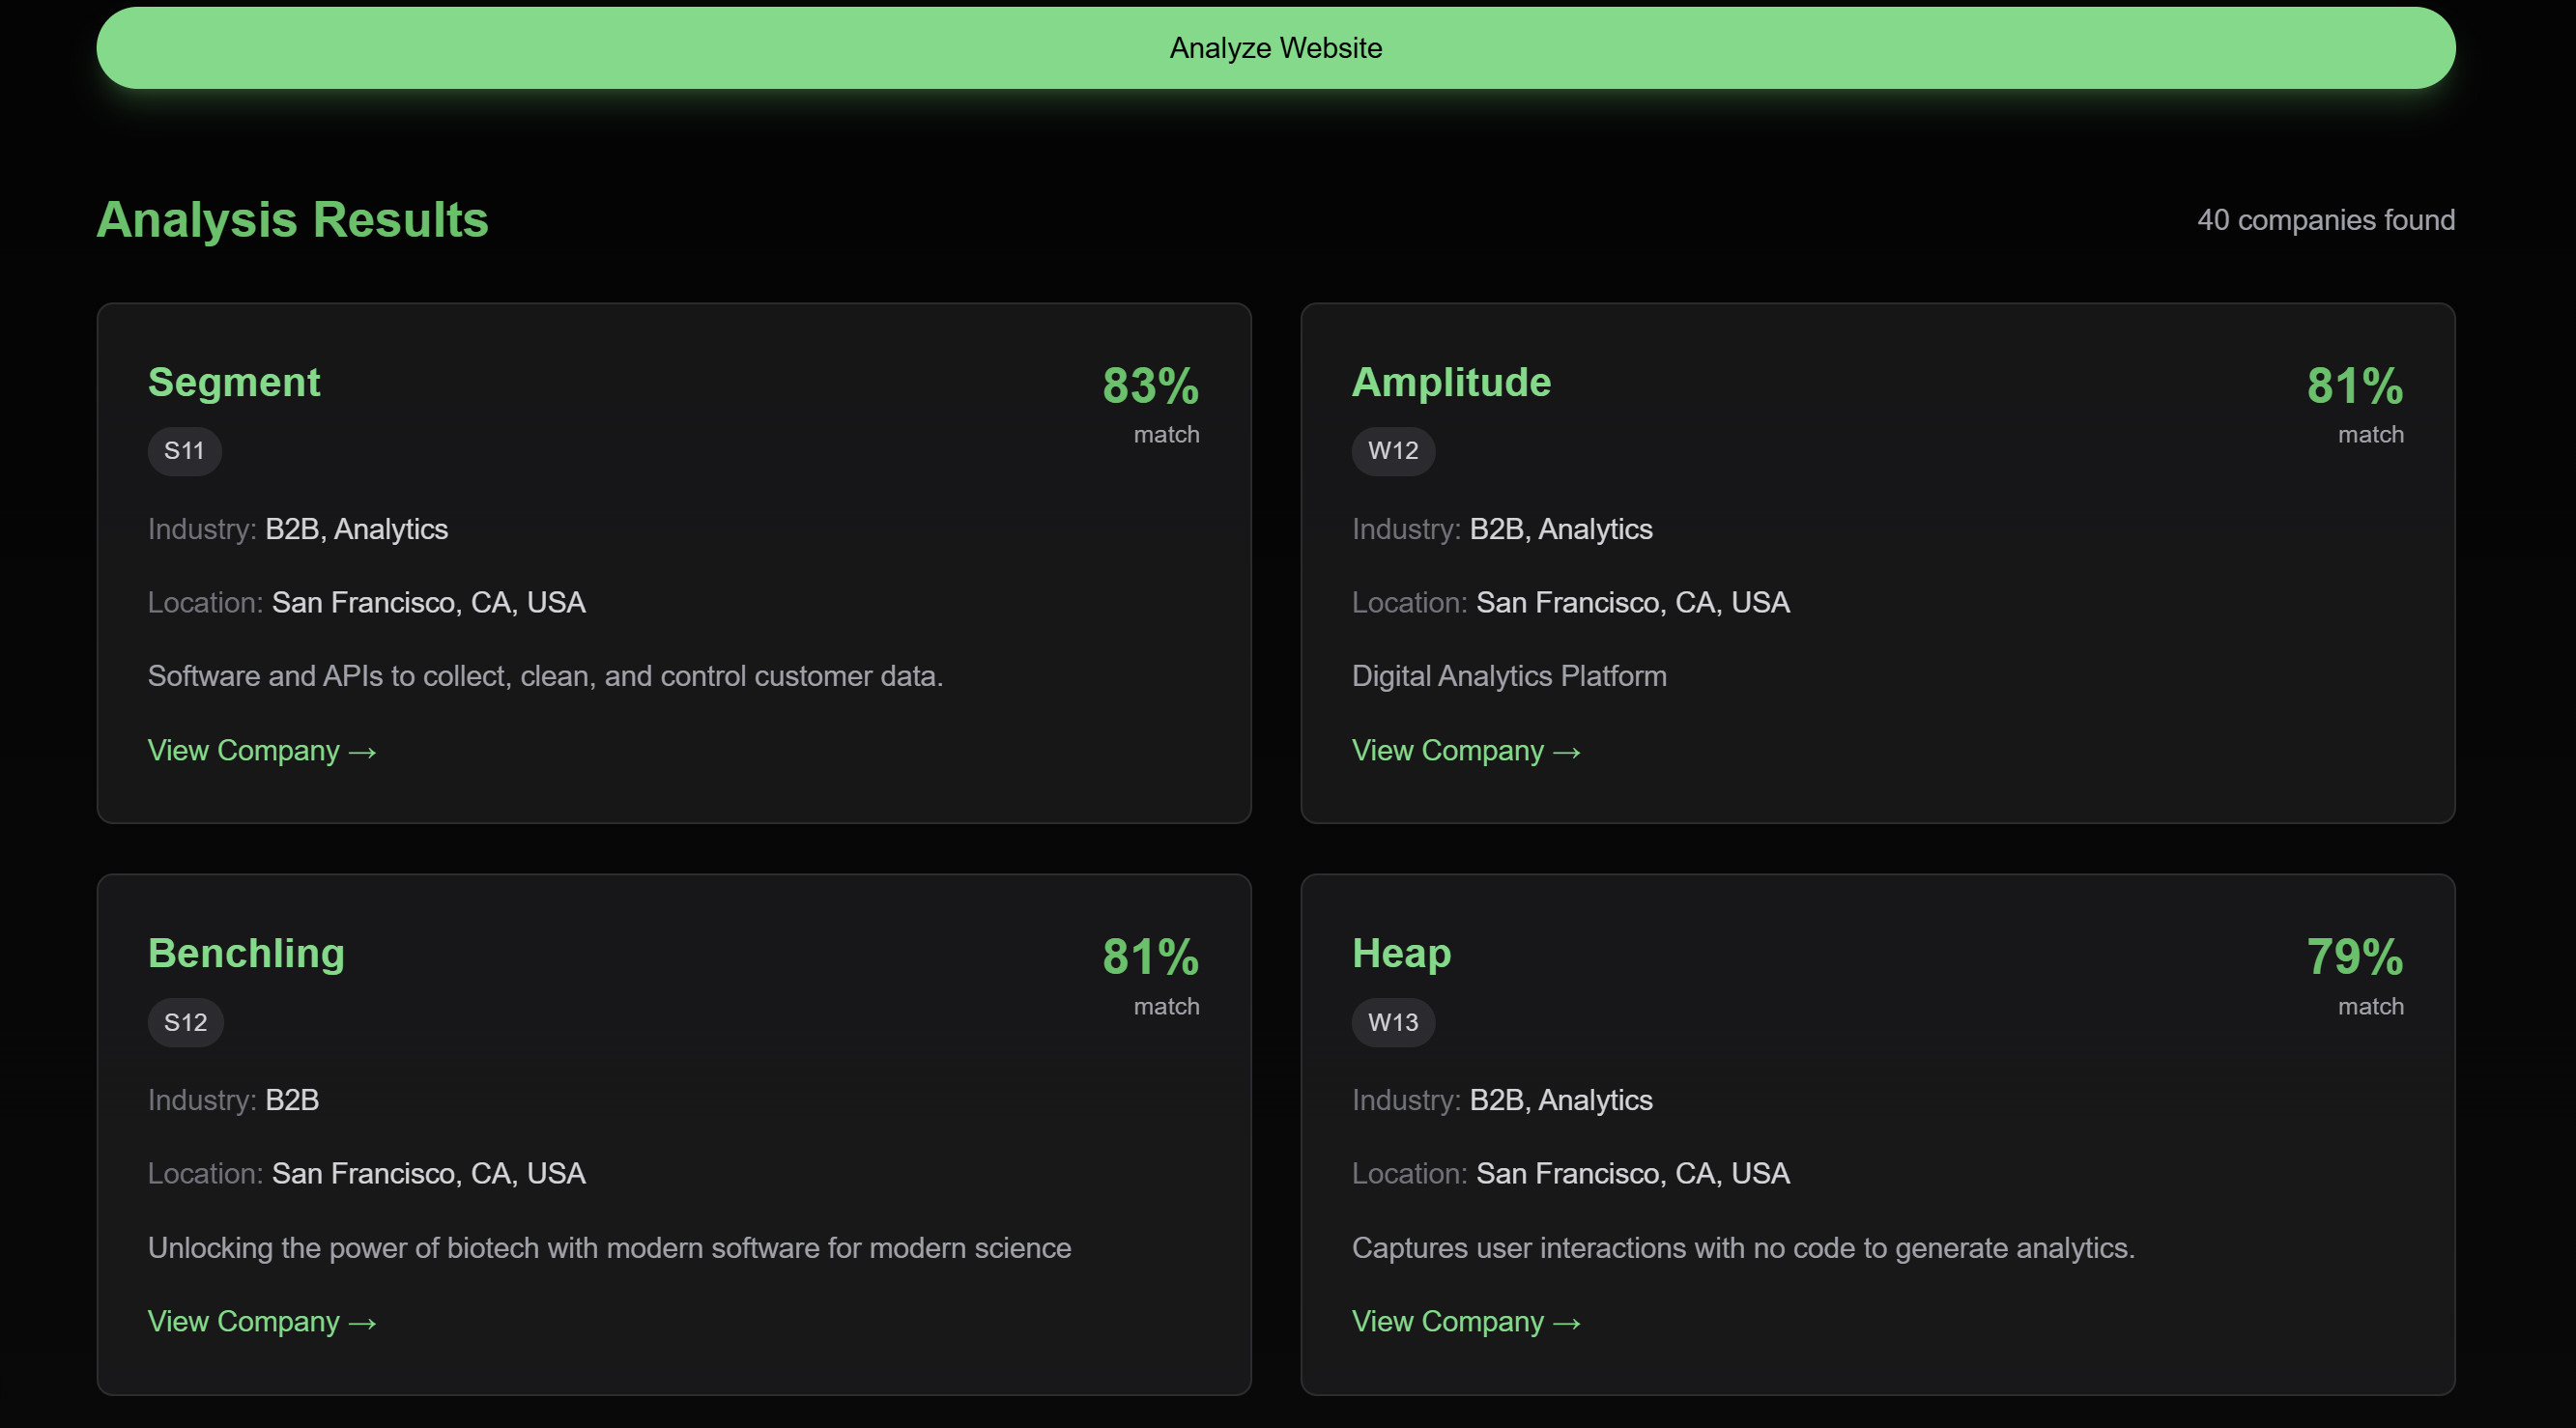 Analyze Website
Analysis Results
40 companies found
Segment
83%
match
S11
Industry: B2B, Analytics
Location: San Francisco, CA, USA
Software and APIs to collect, clean, and control customer data.
View Company →
Amplitude
81%
match
W12
Industry: B2B, Analytics
Location: San Francisco, CA, USA
Digital Analytics Platform
View Company →
Benchling
81%
match
S12
Industry: B2B
Location: San Francisco, CA, USA
Unlocking the power of biotech with modern software for modern science
View Company →
Heap
79%
match
W13
Industry: B2B, Analytics
Location: San Francisco, CA, USA
Captures user interactions with no code to generate analytics.
View Company →